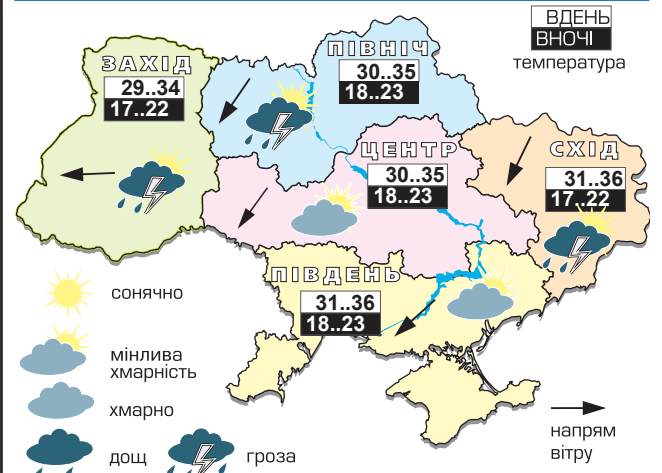 ВДЕНЬ
ВНОЧІ
температура
ЗАХІД
29..34
17..22
ПІВНІЧ
30..35
18..23
ЦЕНТР
30..35
18..23
СХІД
31..36
17..22
ПІВДЕНЬ
31..36
18..23
сонячно
мінлива
хмарність
хмарно
дощ
гроза
напрям
вітру